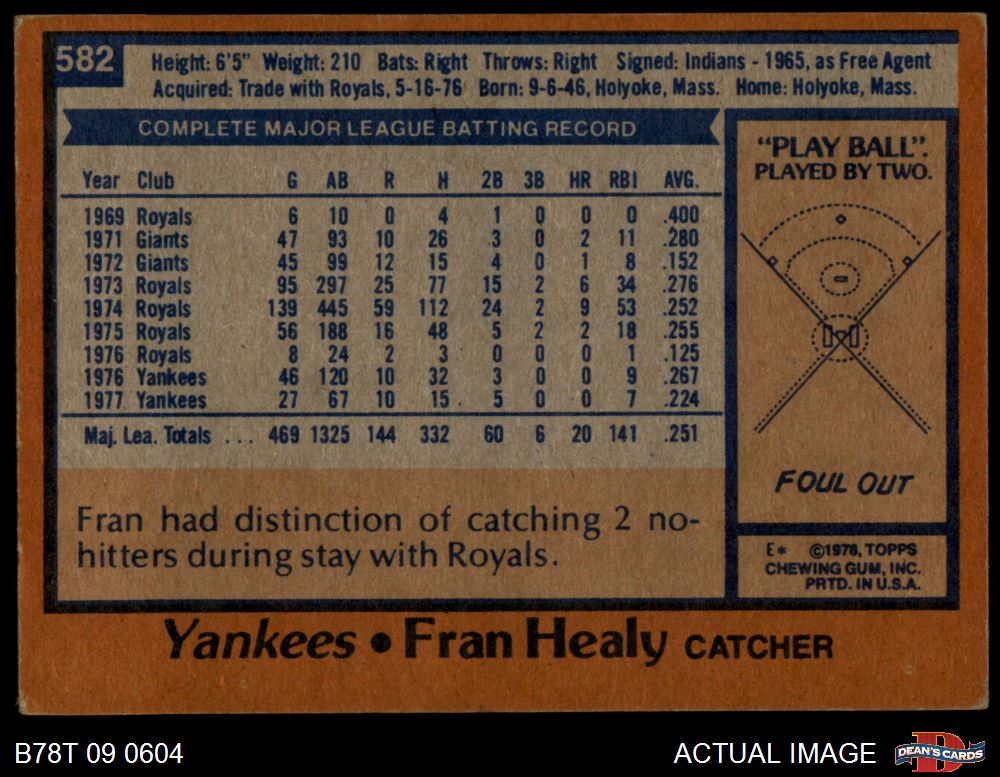 582
Height: 6'5" Weight: 210 Bats: Right Throws: Right Signed: Indians - 1965, as Free Agent
Acquired: Trade with Royals, 5-16-76 Born: 9-6-46, Holyoke, Mass. Home: Holyoke, Mass.
COMPLETE MAJOR LEAGUE BATTING RECORD
Year Club G AB R H 2B 3B HR RBI AVG.
1969 Royals 6 10 0 4 1 0 0 0 .400
1971 Giants 47 93 10 26 3 0 2 11 .280
1972 Giants 45 99 12 15 4 0 1 8 .152
1973 Royals 95 297 25 77 15 2 6 34 .276
1974 Royals 139 445 59 112 24 2 9 53 .252
1975 Royals 56 188 16 48 5 2 2 18 .255
1976 Royals 8 24 2 3 0 0 0 1 .125
1976 Yankees 46 120 10 32 3 0 0 9 .267
1977 Yankees 27 67 10 15 5 0 0 7 .224
Maj. Lea. Totals ... 469 1325 144 332 60 6 20 141 .251
Fran had distinction of catching 2 no-
hitters during stay with Royals.
"PLAY BALL".
PLAYED BY TWO.
FOUL OUT
E* ©1978, TOPPS
CHEWING GUM, INC.
PRTD. IN U.S.A.
Yankees • Fran Healy CATCHER
B78T 09 0604
ACTUAL IMAGE
D
DEAN'S CARDS